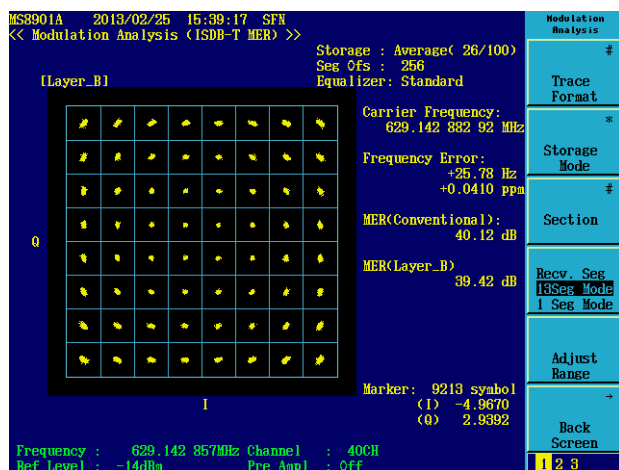 MS8901A 2013/02/25 15:39:17 SFN
<< Modulation Analysis (ISDB-T MER) >>
Storage : Average( 26/100)
Seg Ofs : 256
Equalizer: Standard
[Layer_B]
Carrier Frequency:
629.142 882 92 MHz
Frequency Error:
+25.78 Hz
+0.0410 ppm
MER(Conventional):
40.12 dB
MER(Layer_B)
39.42 dB
Q
I
Marker: 9213 symbol
(I) -4.9670
(Q) 2.9392
Frequency : 629.142 857MHz Channel : 40CH
Ref Level : -14dBm Pre Ampl : Off
Modulation
Analysis
#
Trace
Format
*
Storage
Mode
#
Section
Recv. Seg
13Seg Mode
1 Seg Mode
Adjust
Range
→
Back
Screen
1 2 3